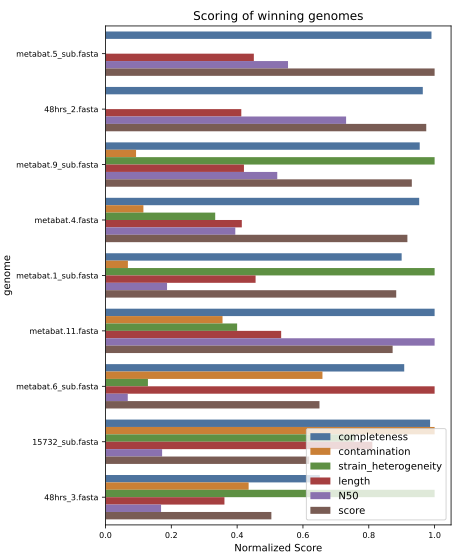 Scoring of winning genomes
genome
metabat.5_sub.fasta
48hrs_2.fasta
metabat.9_sub.fasta
metabat.4.fasta
metabat.1_sub.fasta
metabat.11.fasta
metabat.6_sub.fasta
15732_sub.fasta
48hrs_3.fasta
completeness
contamination
strain_heterogeneity
length
N50
score
0.0 0.2 0.4 0.6 0.8 1.0
Normalized Score